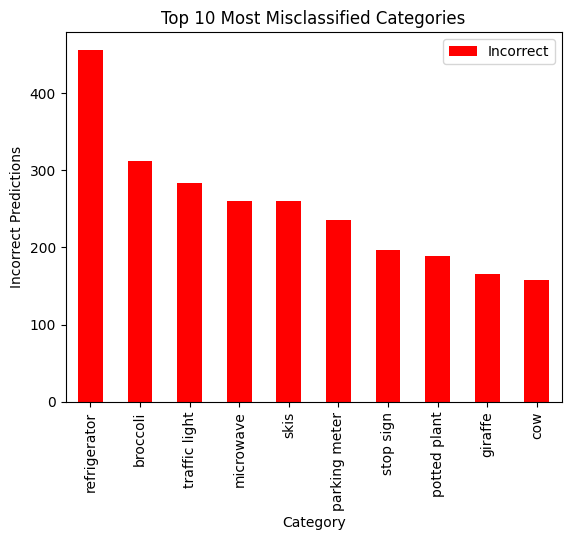 Top 10 Most Misclassified Categories
Incorrect
Incorrect Predictions
400
300
200
100
0
refrigerator
broccoli
traffic light
microwave
skis
parking meter
stop sign
potted plant
giraffe
cow
Category